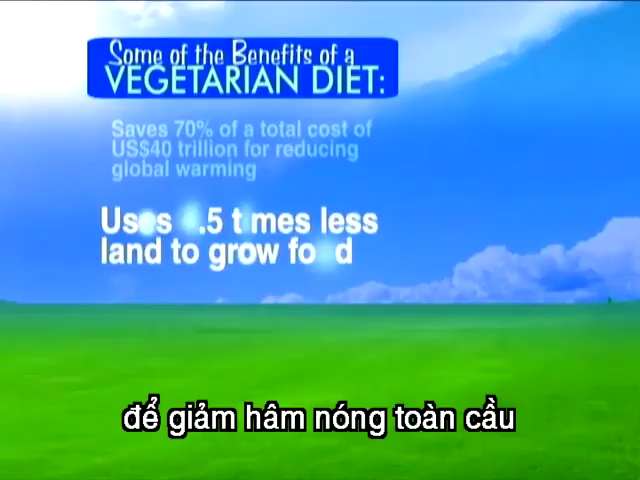 Some of the Benefits of a
VEGETARIAN DIET:
Saves 70% of a total cost of
US$40 trillion for reducing
global warming
Uses .5 times less
land to grow food
để giảm hâm nóng toàn cầu